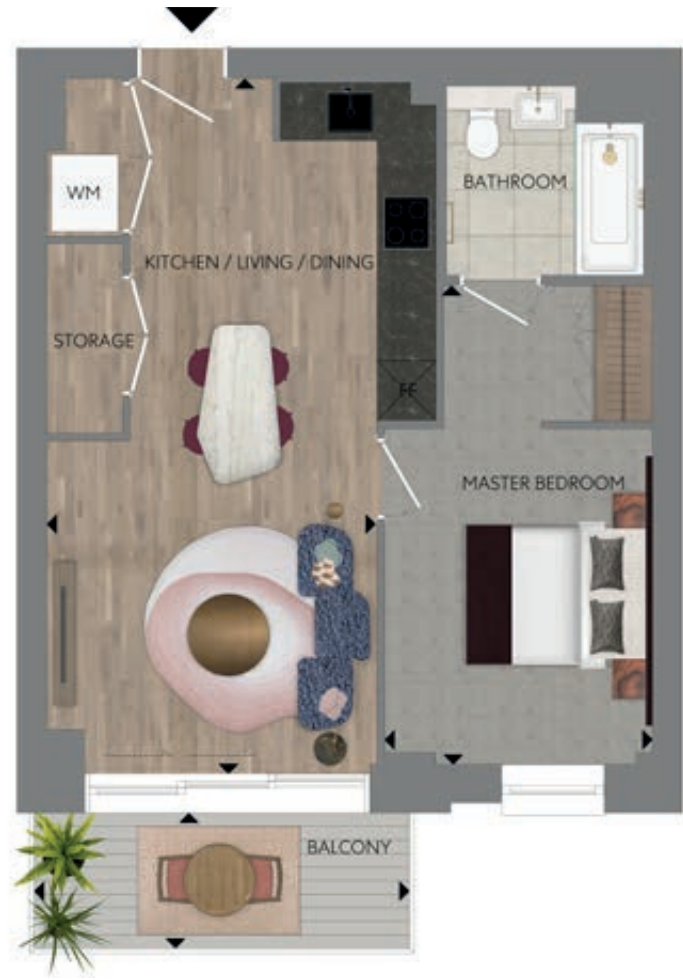 WM
BATHROOM
KITCHEN / LIVING / DINING
STORAGE
FF
MASTER BEDROOM
BALCONY